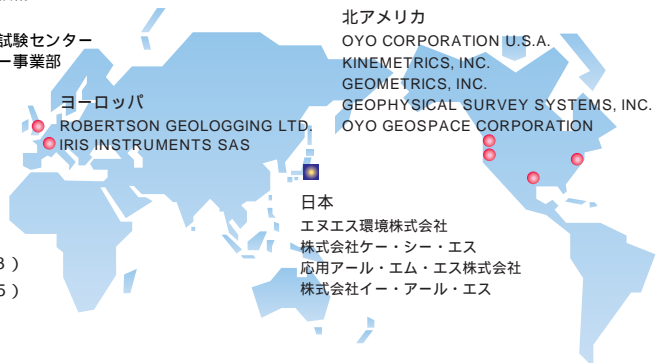 試験センター
ー事業部
3 )
5 )
ヨーロッパ
ROBERTSON GEOLOGGING LTD.
IRIS INSTRUMENTS SAS
日本
エヌエス環境株式会社
株式会社ケー・シー・エス
応用アール・エム・エス株式会社
株式会社イー・アール・エス
北アメリカ
OYO CORPORATION U.S.A.
KINEMETRICS, INC.
GEOMETRICS, INC.
GEOPHYSICAL SURVEY SYSTEMS, INC.
OYO GEOSPACE CORPORATION